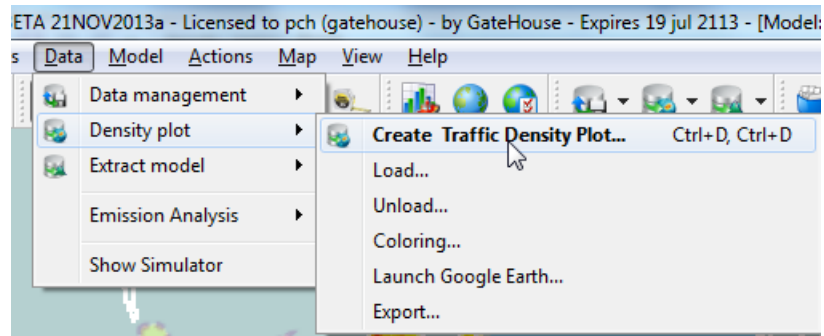 ETA 21NOV2013a - Licensed to pch (gatehouse) - by GateHouse - Expires 19 jul 2113 - [Model:
s Data Model Actions Map View Help
Data management
Density plot
Extract model
Emission Analysis
Show Simulator
Create Traffic Density Plot... Ctrl+D, Ctrl+D
Load...
Unload...
Coloring...
Launch Google Earth...
Export...